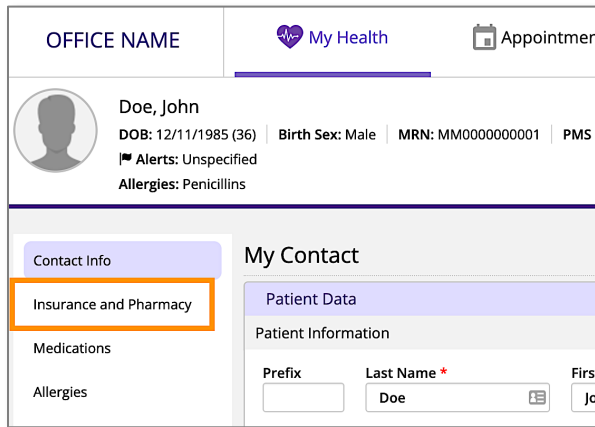 OFFICE NAME
My Health
Appointmen
Doe, John
DOB: 12/11/1985 (36) Birth Sex: Male MRN: MM0000000001 PMS
Alerts: Unspecified
Allergies: Penicillins
Contact Info
Insurance and Pharmacy
Medications
Allergies
My Contact
Patient Data
Patient Information
Prefix Last Name * Firs
Doe Jo